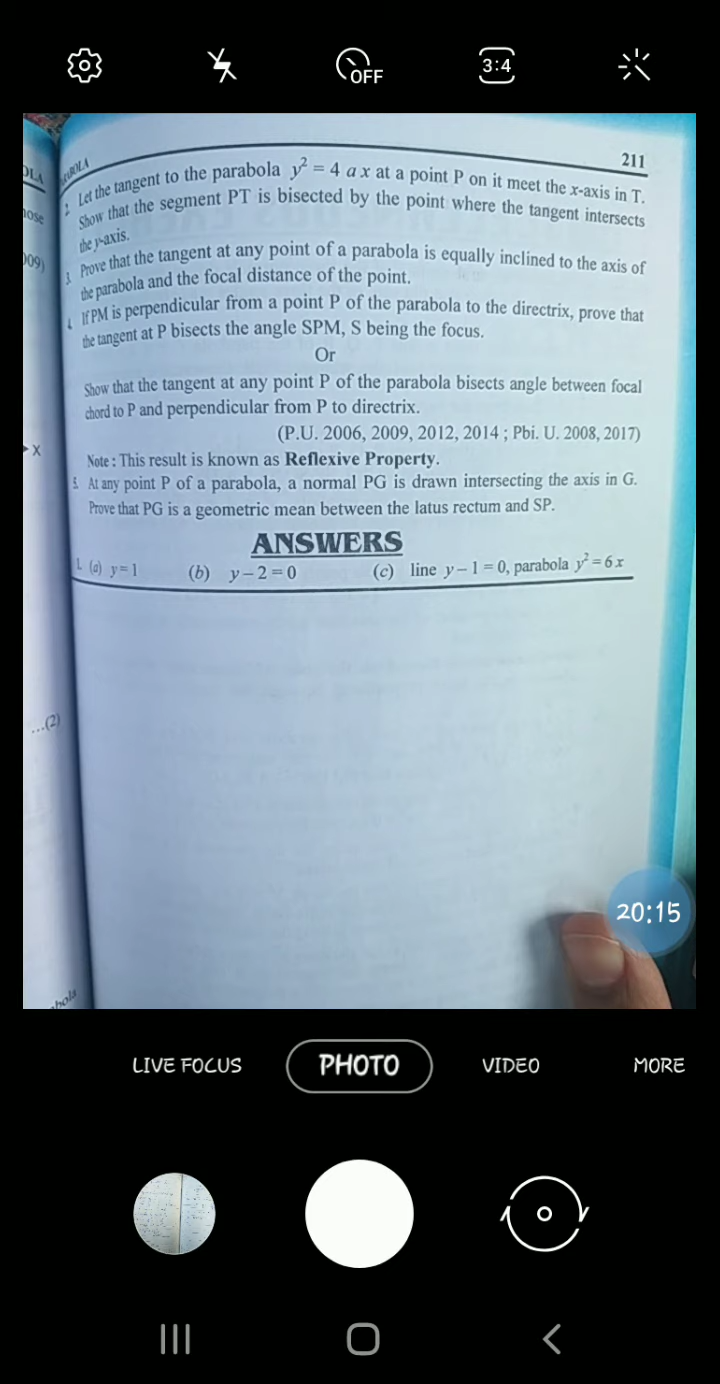 OFF
3:4
211
2. Let the tangent to the parabola y² = 4 a x at a point P on it meet the x-axis in T.
Show that the segment PT is bisected by the point where the tangent intersects
the y-axis.
3. Prove that the tangent at any point of a parabola is equally inclined to the axis of
the parabola and the focal distance of the point.
4. If PM is perpendicular from a point P of the parabola to the directrix, prove that
the tangent at P bisects the angle SPM, S being the focus.
Or
Show that the tangent at any point P of the parabola bisects angle between focal
chord to P and perpendicular from P to directrix.
(P.U. 2006, 2009, 2012, 2014 ; Pbi. U. 2008, 2017)
X
Note : This result is known as Reflexive Property.
5. At any point P of a parabola, a normal PG is drawn intersecting the axis in G.
Prove that PG is a geometric mean between the latus rectum and SP.
ANSWERS
1. (a) y = 1 (b) y – 2 = 0 (c) line y – 1 = 0, parabola y² = 6 x
...(2)
20:15
LIVE FOCUS PHOTO VIDEO MORE